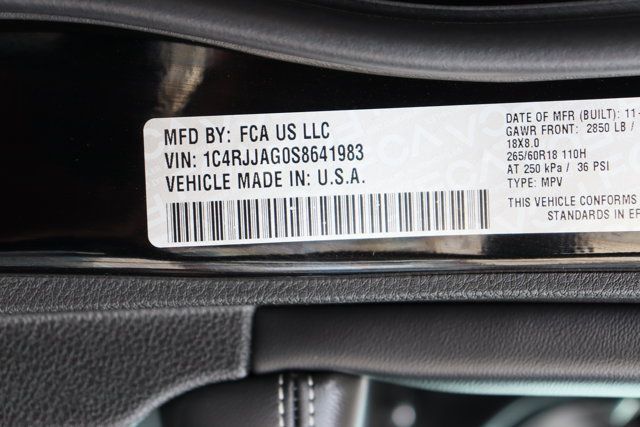 MFD BY: FCA US LLC
VIN: 1C4RJJAG0S8641983
VEHICLE MADE IN: U.S.A.
DATE OF MFR (BUILT): 11-
GAWR FRONT: 2850 LB /
18X8.0
265/60R18 110H
AT 250 kPa / 36 PSI
TYPE: MPV
THIS VEHICLE CONFORMS
STANDARDS IN EF